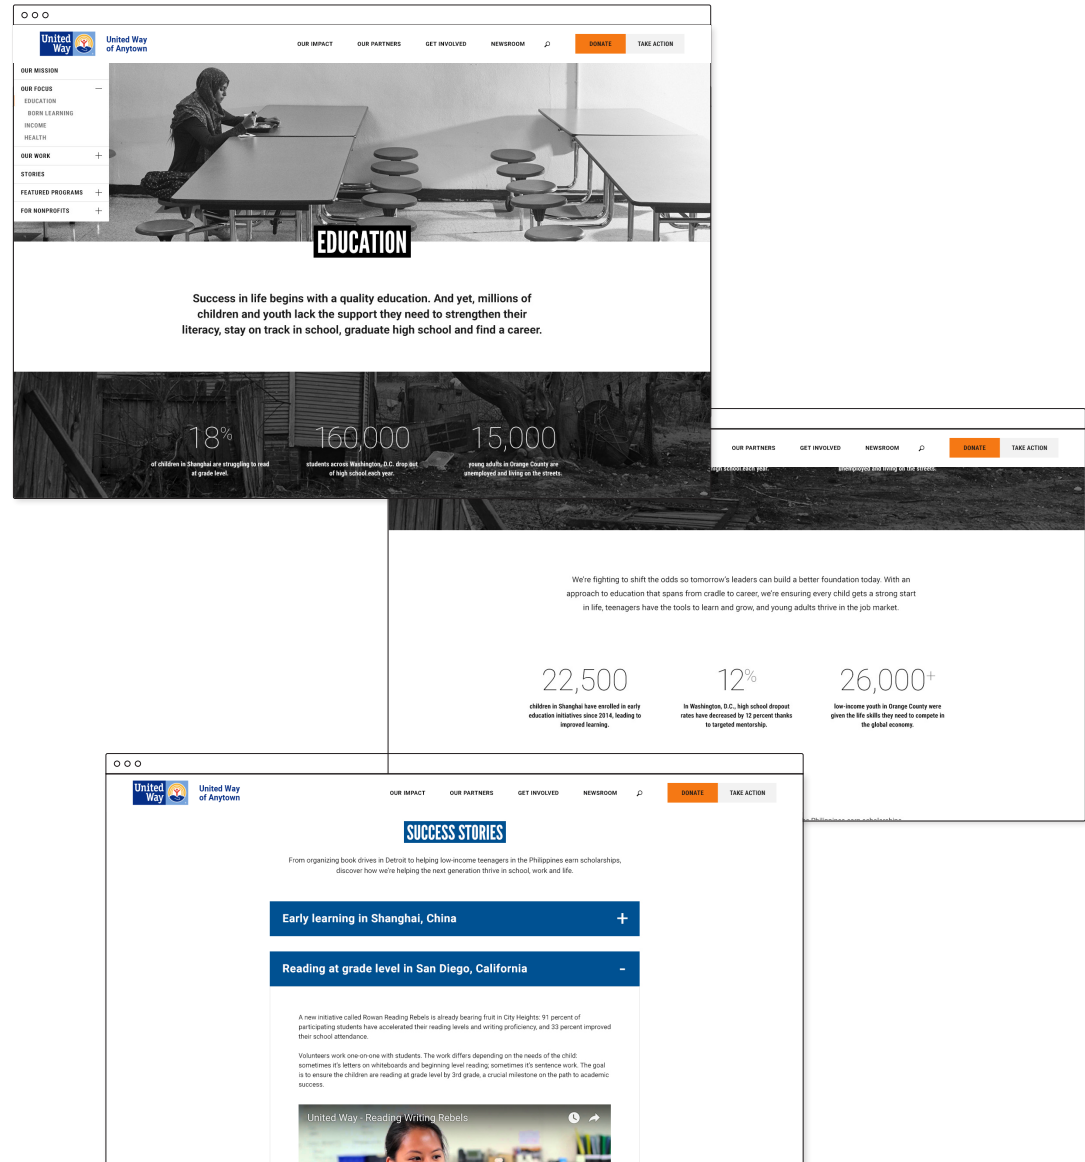 United Way
United Way of Anytown
OUR IMPACT
OUR PARTNERS
GET INVOLVED
NEWSROOM
DONATE
TAKE ACTION
OUR MISSION
OUR FOCUS
EDUCATION
BORN LEARNING
INCOME
HEALTH
OUR WORK
STORIES
FEATURED PROGRAMS
FOR NONPROFITS
EDUCATION
Success in life begins with a quality education. And yet, millions of
children and youth lack the support they need to strengthen their
literacy, stay on track in school, graduate high school and find a career.
18%
of children in Shanghai are struggling to read
at grade level.
160,000
students across Washington, D.C. drop out
of high school each year.
15,000
young adults in Orange County are
unemployed and living on the streets.
OUR PARTNERS
GET INVOLVED
NEWSROOM
DONATE
TAKE ACTION
high school each year.
unemployed and living on the streets.
We're fighting to shift the odds so tomorrow's leaders can build a better foundation today. With an
approach to education that spans from cradle to career, we're ensuring every child gets a strong start
in life, teenagers have the tools to learn and grow, and young adults thrive in the job market.
22,500
children in Shanghai have enrolled in early
education initiatives since 2014, leading to
improved learning.
12%
In Washington, D.C., high school dropout
rates have decreased by 12 percent thanks
to targeted mentorship.
26,000+
low-income youth in Orange County were
given the life skills they need to compete in
the global economy.
Philippines earn scholarships,
United Way
United Way of Anytown
OUR IMPACT
OUR PARTNERS
GET INVOLVED
NEWSROOM
DONATE
TAKE ACTION
SUCCESS STORIES
From organizing book drives in Detroit to helping low-income teenagers in the Philippines earn scholarships,
discover how we're helping the next generation thrive in school, work and life.
Early learning in Shanghai, China +
Reading at grade level in San Diego, California -
A new initiative called Rowan Reading Rebels is already bearing fruit in City Heights: 91 percent of
participating students have accelerated their reading levels and writing proficiency, and 33 percent improved
their school attendance.
Volunteers work one-on-one with students. The work differs depending on the needs of the child:
sometimes it's letters on whiteboards and beginning level reading; sometimes it's sentence work. The goal
is to ensure the children are reading at grade level by 3rd grade, a crucial milestone on the path to academic
success.
United Way - Reading Writing Rebels